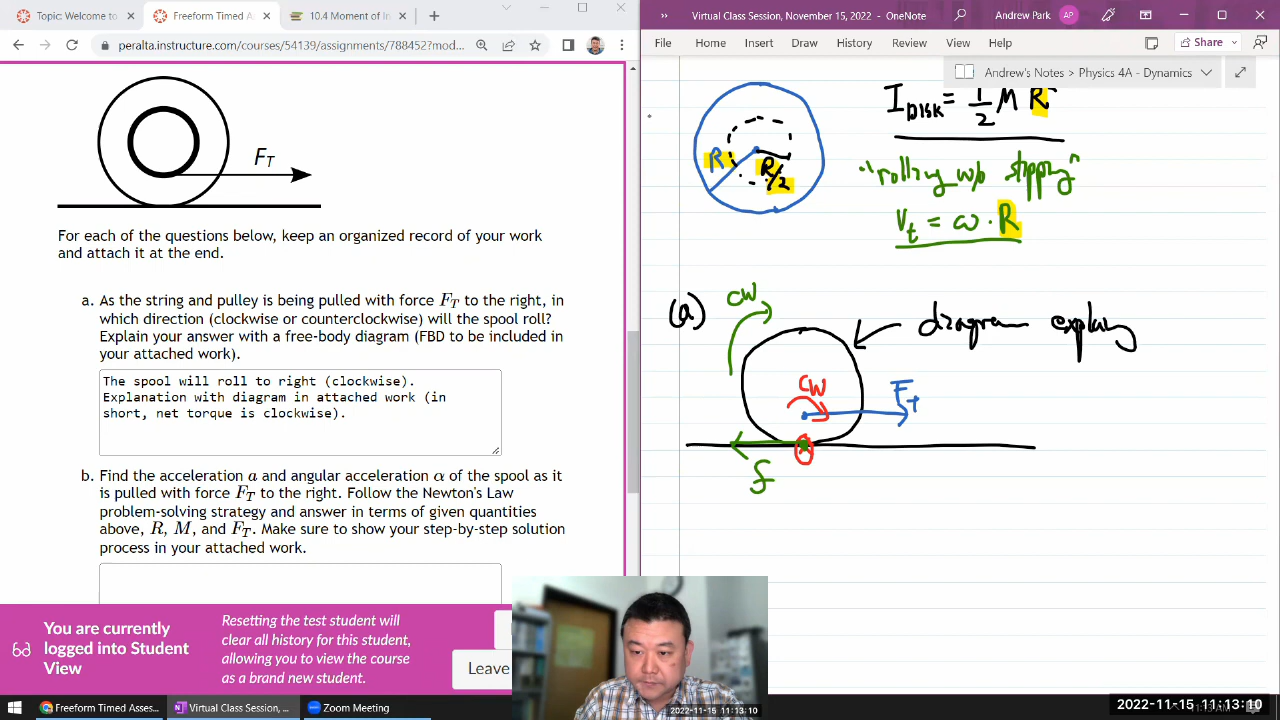 Topic: Welcome to
Freeform Timed As
10.4 Moment of In
peralta.instructure.com/courses/54139/assignments/788452?mod...
F_T
For each of the questions below, keep an organized record of your work
and attach it at the end.
a. As the string and pulley is being pulled with force F_T to the right, in
which direction (clockwise or counterclockwise) will the spool roll?
Explain your answer with a free-body diagram (FBD to be included in
your attached work).
The spool will roll to right (clockwise).
Explanation with diagram in attached work (in
short, net torque is clockwise).
b. Find the acceleration a and angular acceleration α of the spool as it
is pulled with force F_T to the right. Follow the Newton's Law
problem-solving strategy and answer in terms of given quantities
above, R, M, and F_T. Make sure to show your step-by-step solution
process in your attached work.
You are currently
logged into Student
View
Resetting the test student will
clear all history for this student,
allowing you to view the course
as a brand new student.
Leave
Freeform Timed Asses...
Virtual Class Session, ...
Zoom Meeting
Virtual Class Session, November 15, 2022 - OneNote
Andrew Park
AP
File
Home
Insert
Draw
History
Review
View
Help
Share
Andrew's Notes > Physics 4A - Dynamics
I_DISK = 1/2 M R²
R
R/2
"rolling w/o slipping"
V_t = ω · R
(a)
CW
diagram explains
CW
F_T
f
2022-11-15 11:13:10
2022-11-15 11:13:10